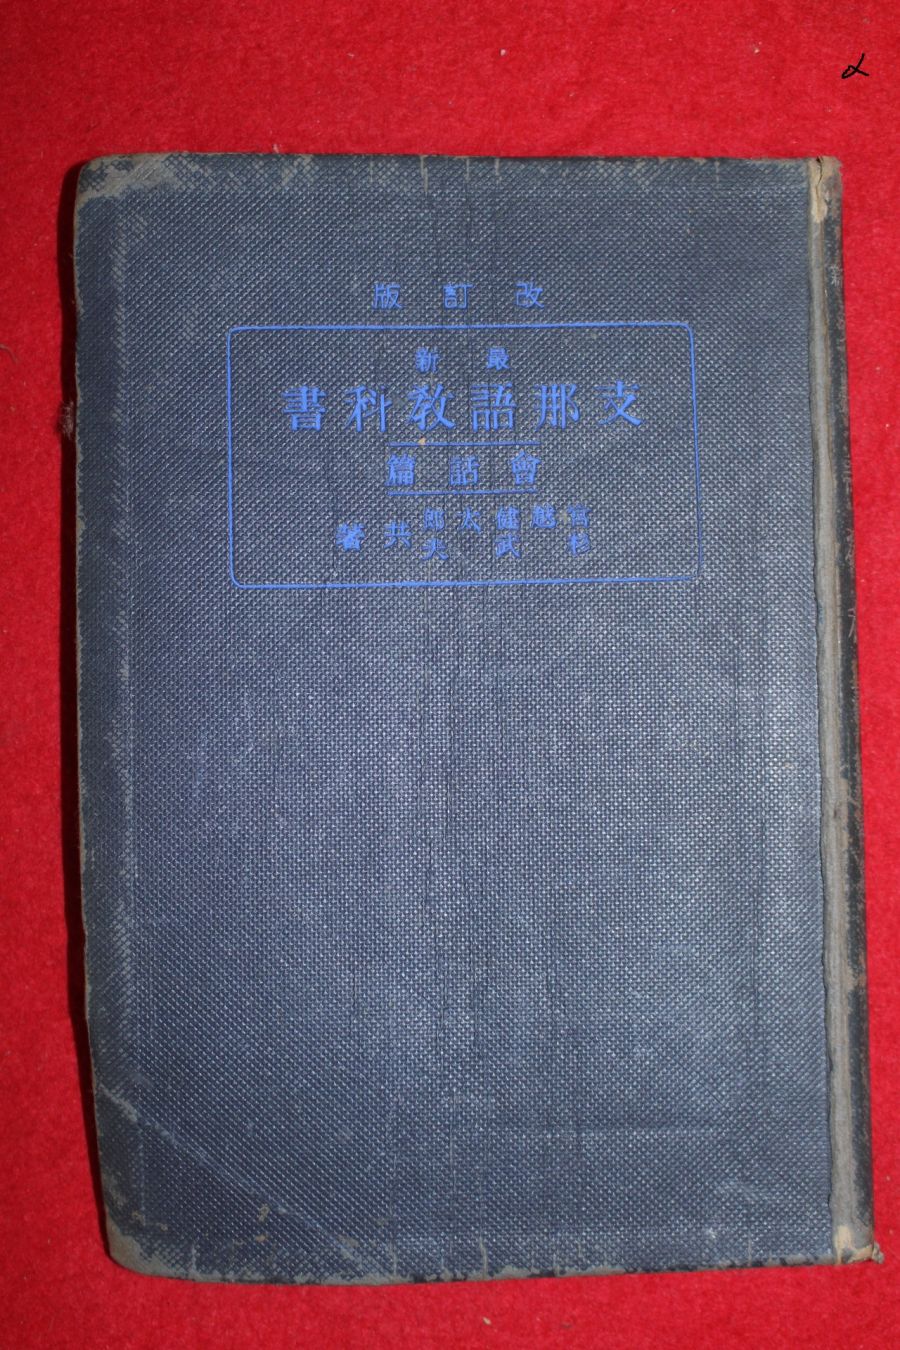 改訂版
最新
支那語教科書
會話篇
宮越健太郎
杉武夫
共著